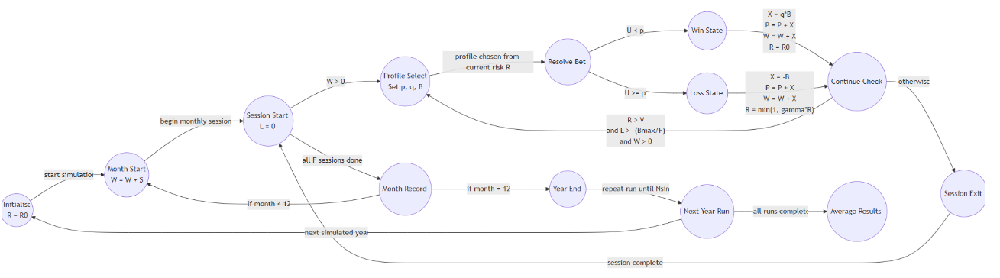 Initialise
R = R0
start simulation
Month Start
W = W + S
begin monthly session
Session Start
L = 0
W > 0
Profile Select
Set p, q, B
profile chosen from
current risk R
Resolve Bet
U < p
Win State
X = q*B
P = P + X
W = W + X
R = R0
U >= p
Loss State
X = -B
P = P + X
W = W + X
R = min(1, gamma*R)
Continue Check
otherwise
R > V
and L > -(Bmax/F)
and W > 0
all F sessions done
Month Record
if month < 12
if month = 12
Year End
repeat run until Nsin
Next Year Run
all runs complete
Average Results
next simulated year
Session Exit
session complete